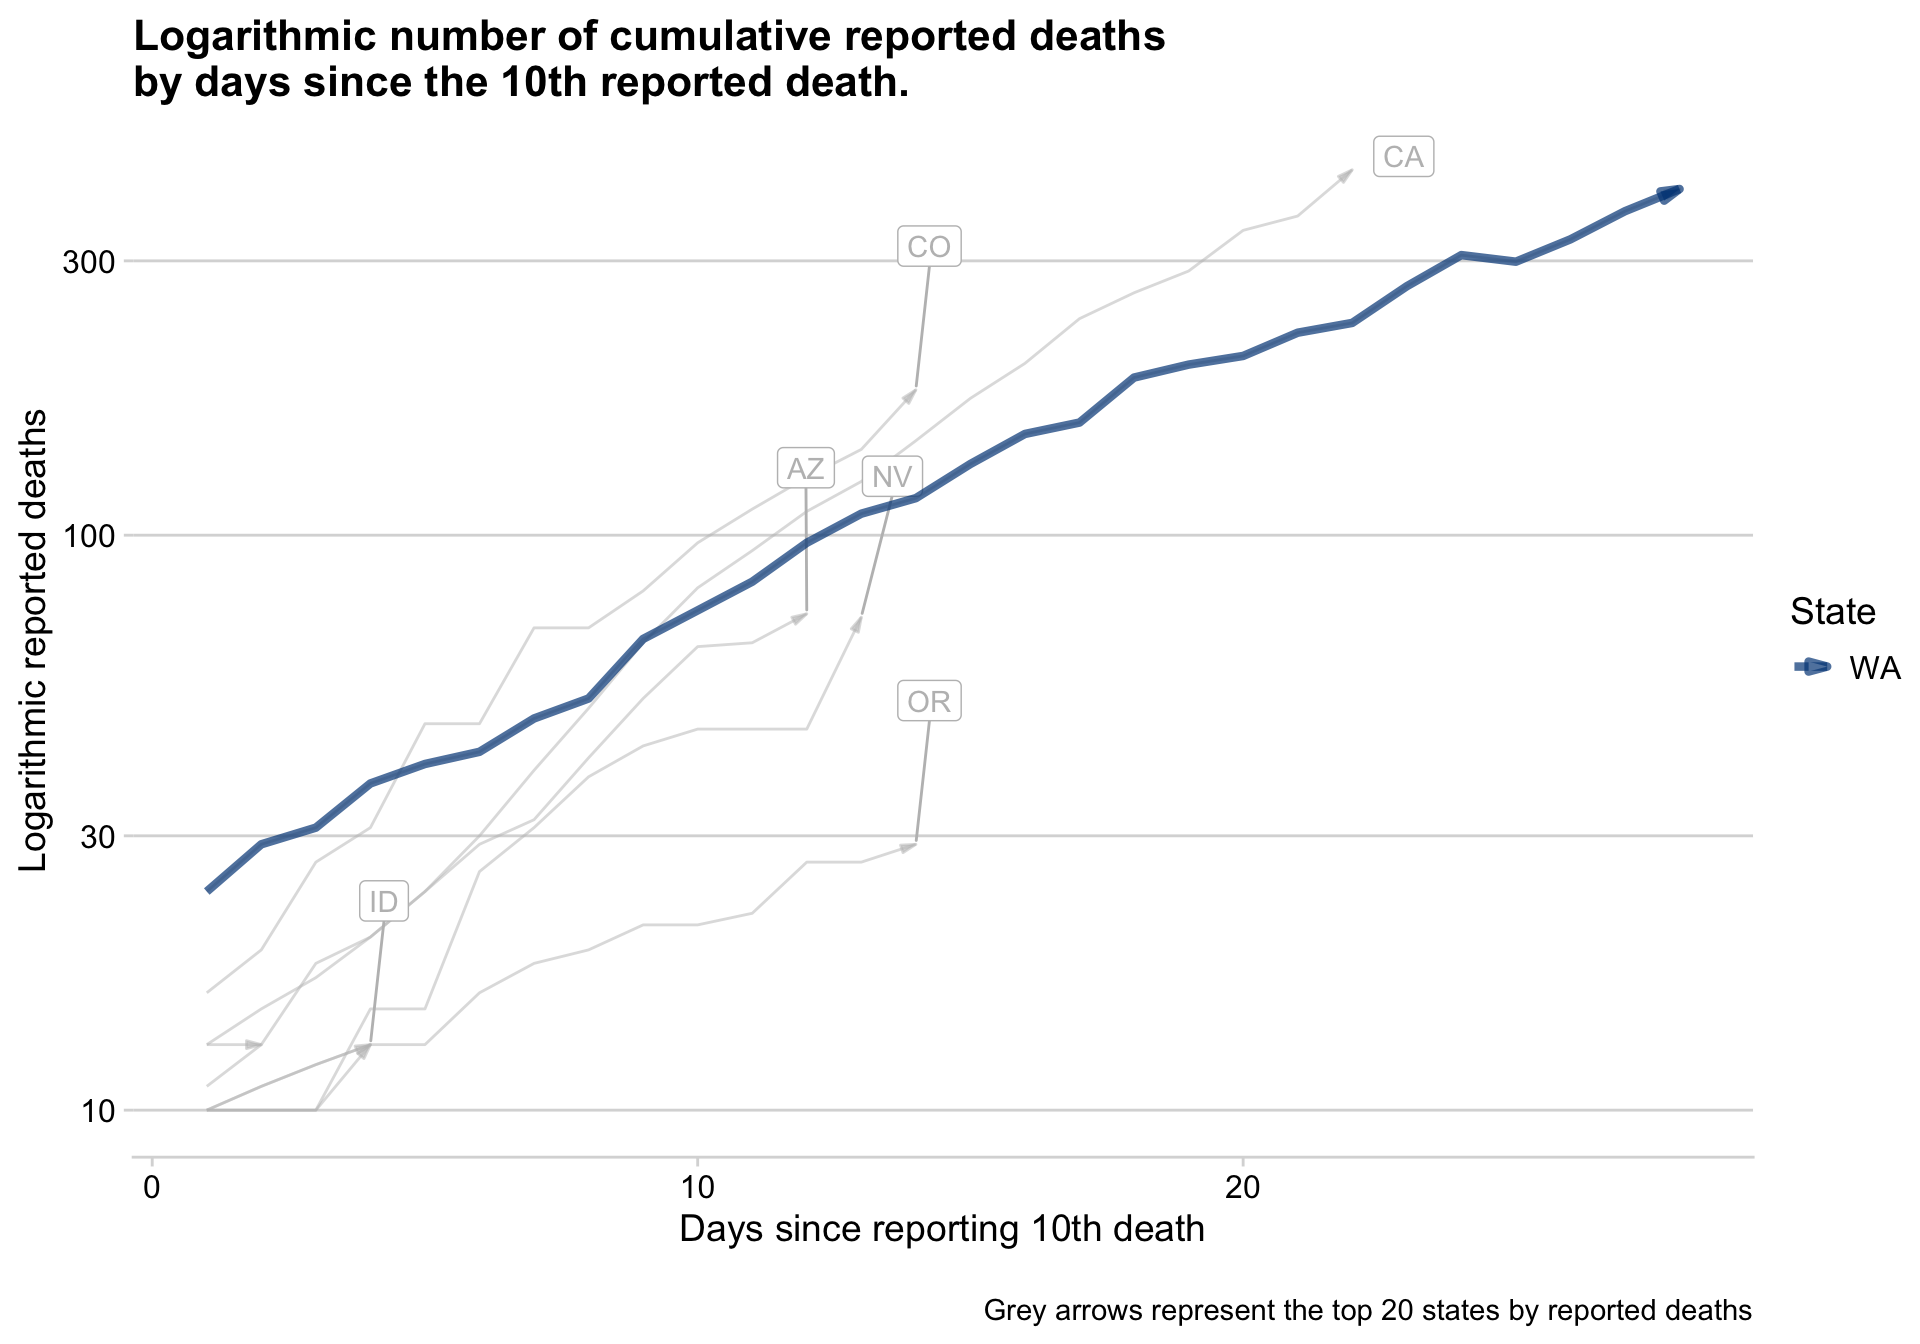 Logarithmic number of cumulative reported deaths
by days since the 10th reported death.
CA
CO
300
AZ
NV
100
OR
30
ID
10
0 10 20
Days since reporting 10th death
Logarithmic reported deaths
State
WA
Grey arrows represent the top 20 states by reported deaths